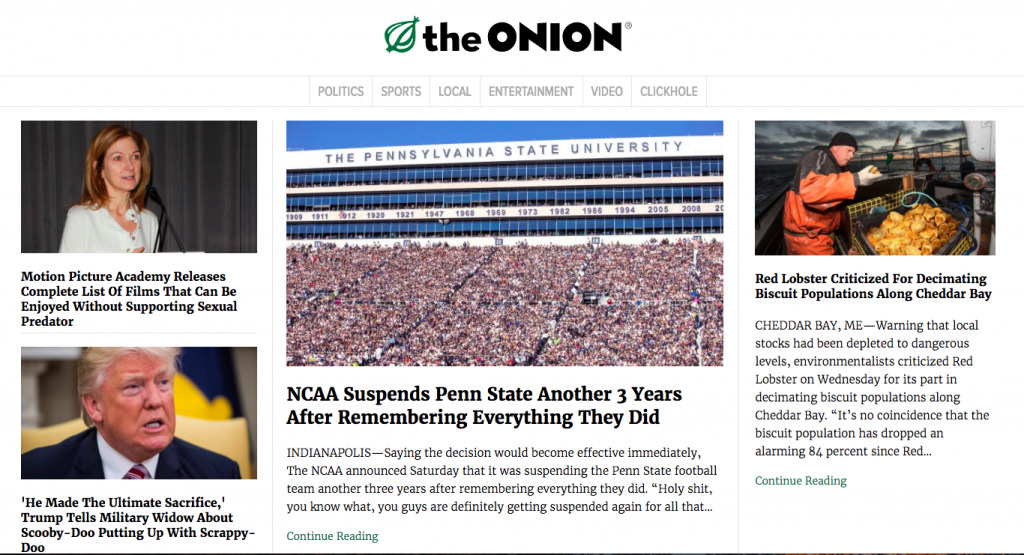 the ONION®
POLITICS SPORTS LOCAL ENTERTAINMENT VIDEO CLICKHOLE
Motion Picture Academy Releases
Complete List Of Films That Can Be
Enjoyed Without Supporting Sexual
Predator
'He Made The Ultimate Sacrifice,'
Trump Tells Military Widow About
Scooby-Doo Putting Up With Scrappy-
Doo
THE PENNSYLVANIA STATE UNIVERSITY
1909 1911 1912 1920 1921 1947 1968 1969 1973 1982 1986 1994 2005 2008
NCAA Suspends Penn State Another 3 Years
After Remembering Everything They Did
INDIANAPOLIS—Saying the decision would become effective immediately,
The NCAA announced Saturday that it was suspending the Penn State football
team another three years after remembering everything they did. “Holy shit,
you know what, you guys are definitely getting suspended again for all that...
Continue Reading
Red Lobster Criticized For Decimating
Biscuit Populations Along Cheddar Bay
CHEDDAR BAY, ME—Warning that local
stocks had been depleted to dangerous
levels, environmentalists criticized Red
Lobster on Wednesday for its part in
decimating biscuit populations along
Cheddar Bay. “It’s no coincidence that the
biscuit population has dropped an
alarming 84 percent since Red...
Continue Reading